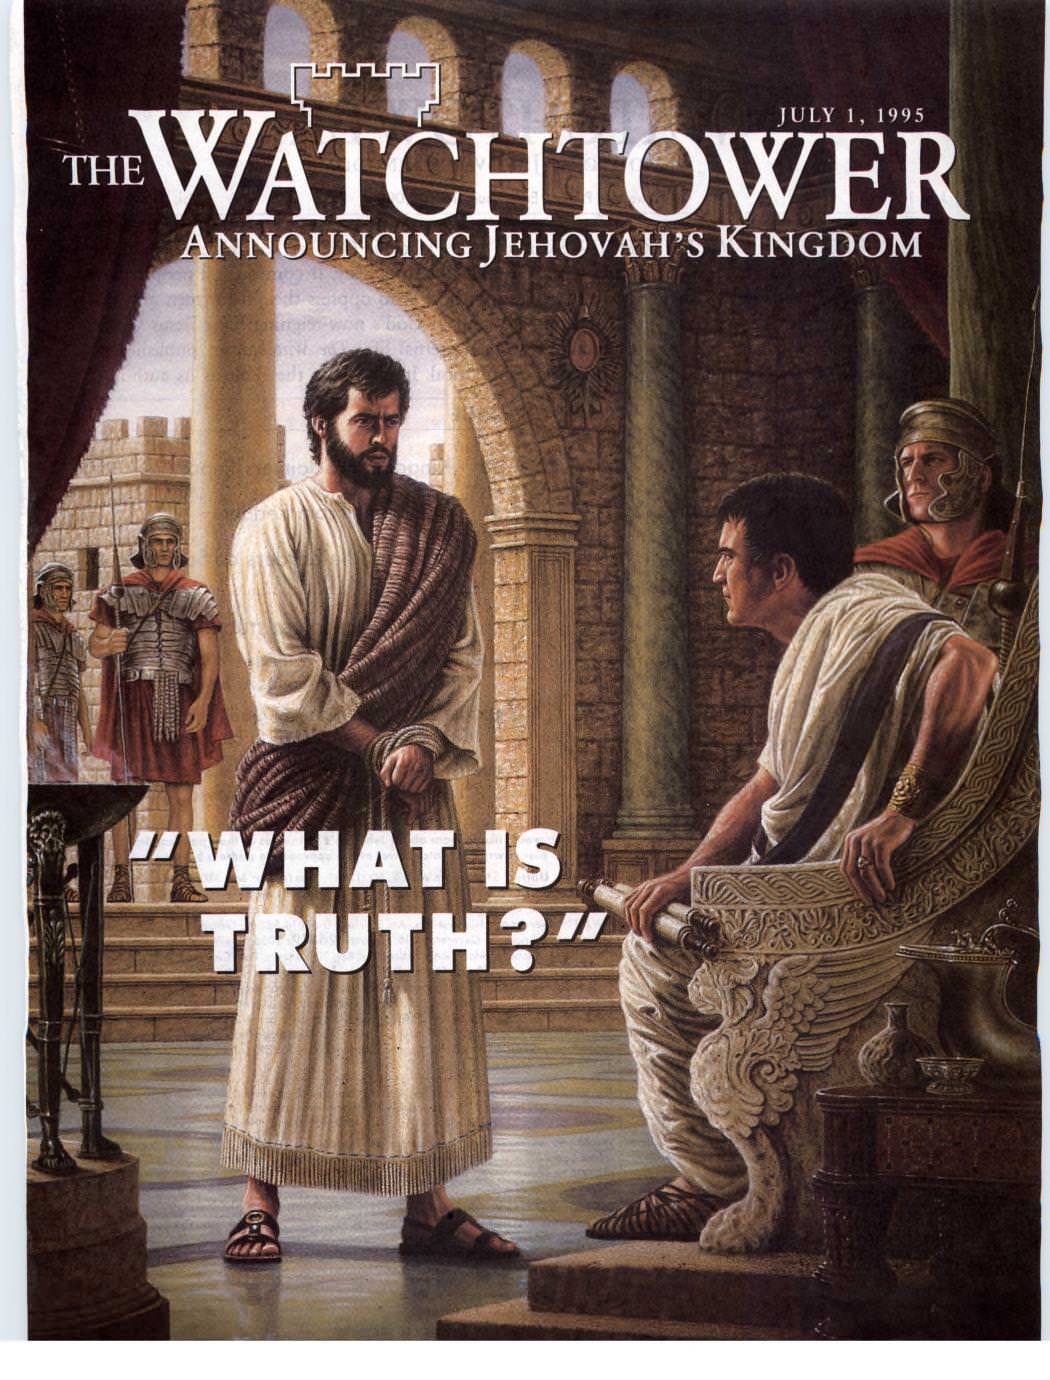 JULY 1, 1995
THE WATCHTOWER
ANNOUNCING JEHOVAH'S KINGDOM
"WHAT IS
TRUTH?"